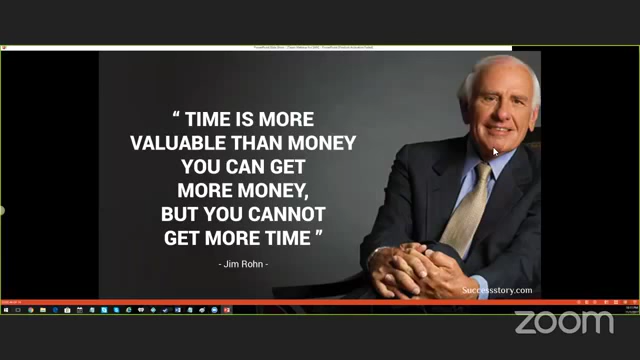 “ TIME IS MORE
VALUABLE THAN MONEY
YOU CAN GET
MORE MONEY,
BUT YOU CANNOT
GET MORE TIME ”
- Jim Rohn -
Successstory.com
zoom